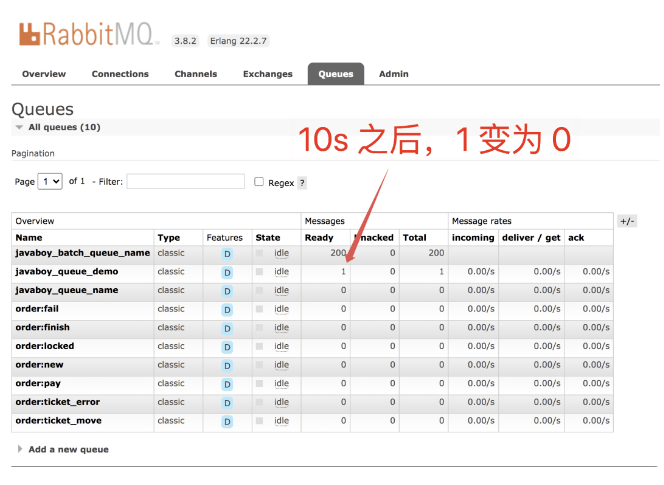 RabbitMQ 3.8.2 Erlang 22.2.7
Overview Connections Channels Exchanges Queues Admin
Queues
All queues (10)
10s 之后，1 变为 0
Pagination
Page 1 of 1 - Filter: Regex ?
Overview Messages Message rates +/-
Name Type Features State Ready Unacked Total incoming deliver / get ack
javaboy_batch_queue_name classic D idle 200 0 200
javaboy_queue_demo classic D idle 1 0 1 0.00/s 0.00/s 0.00/s
javaboy_queue_name classic D idle 0 0 0 0.00/s 0.00/s 0.00/s
order:fail classic D idle 0 0 0 0.00/s 0.00/s 0.00/s
order:finish classic D idle 0 0 0 0.00/s 0.00/s 0.00/s
order:locked classic D idle 0 0 0 0.00/s 0.00/s 0.00/s
order:new classic D idle 0 0 0 0.00/s 0.00/s 0.00/s
order:pay classic D idle 0 0 0 0.00/s 0.00/s 0.00/s
order:ticket_error classic D idle 0 0 0 0.00/s 0.00/s 0.00/s
order:ticket_move classic D idle 0 0 0 0.00/s 0.00/s 0.00/s
Add a new queue